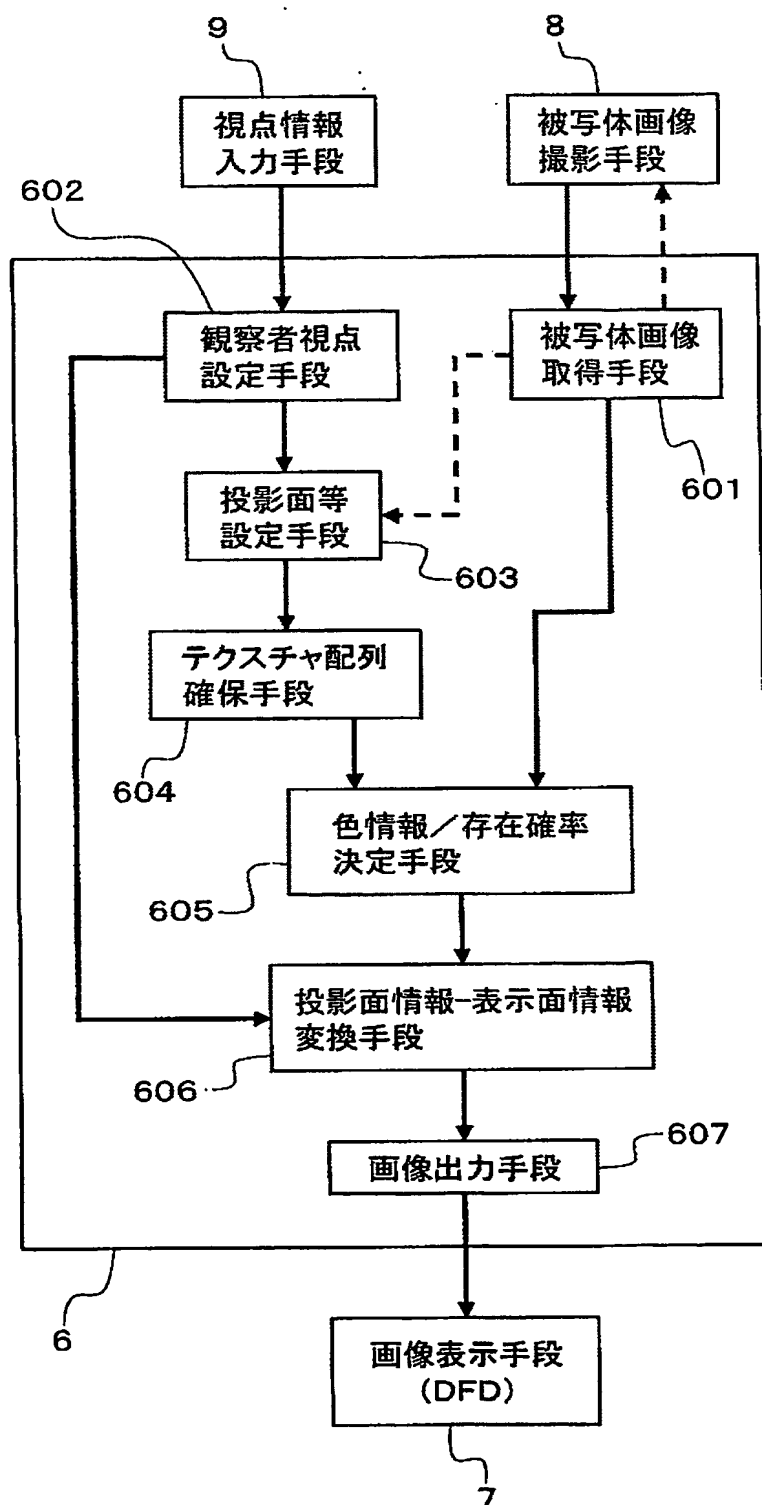 9
8
視点情報
入力手段
被写体画像
撮影手段
602
観察者視点
設定手段
被写体画像
取得手段
601
投影面等
設定手段
603
テクスチャ配列
確保手段
604
色情報／存在確率
決定手段
605
投影面情報-表示面情報
変換手段
606
607
画像出力手段
6
画像表示手段
(DFD)
7